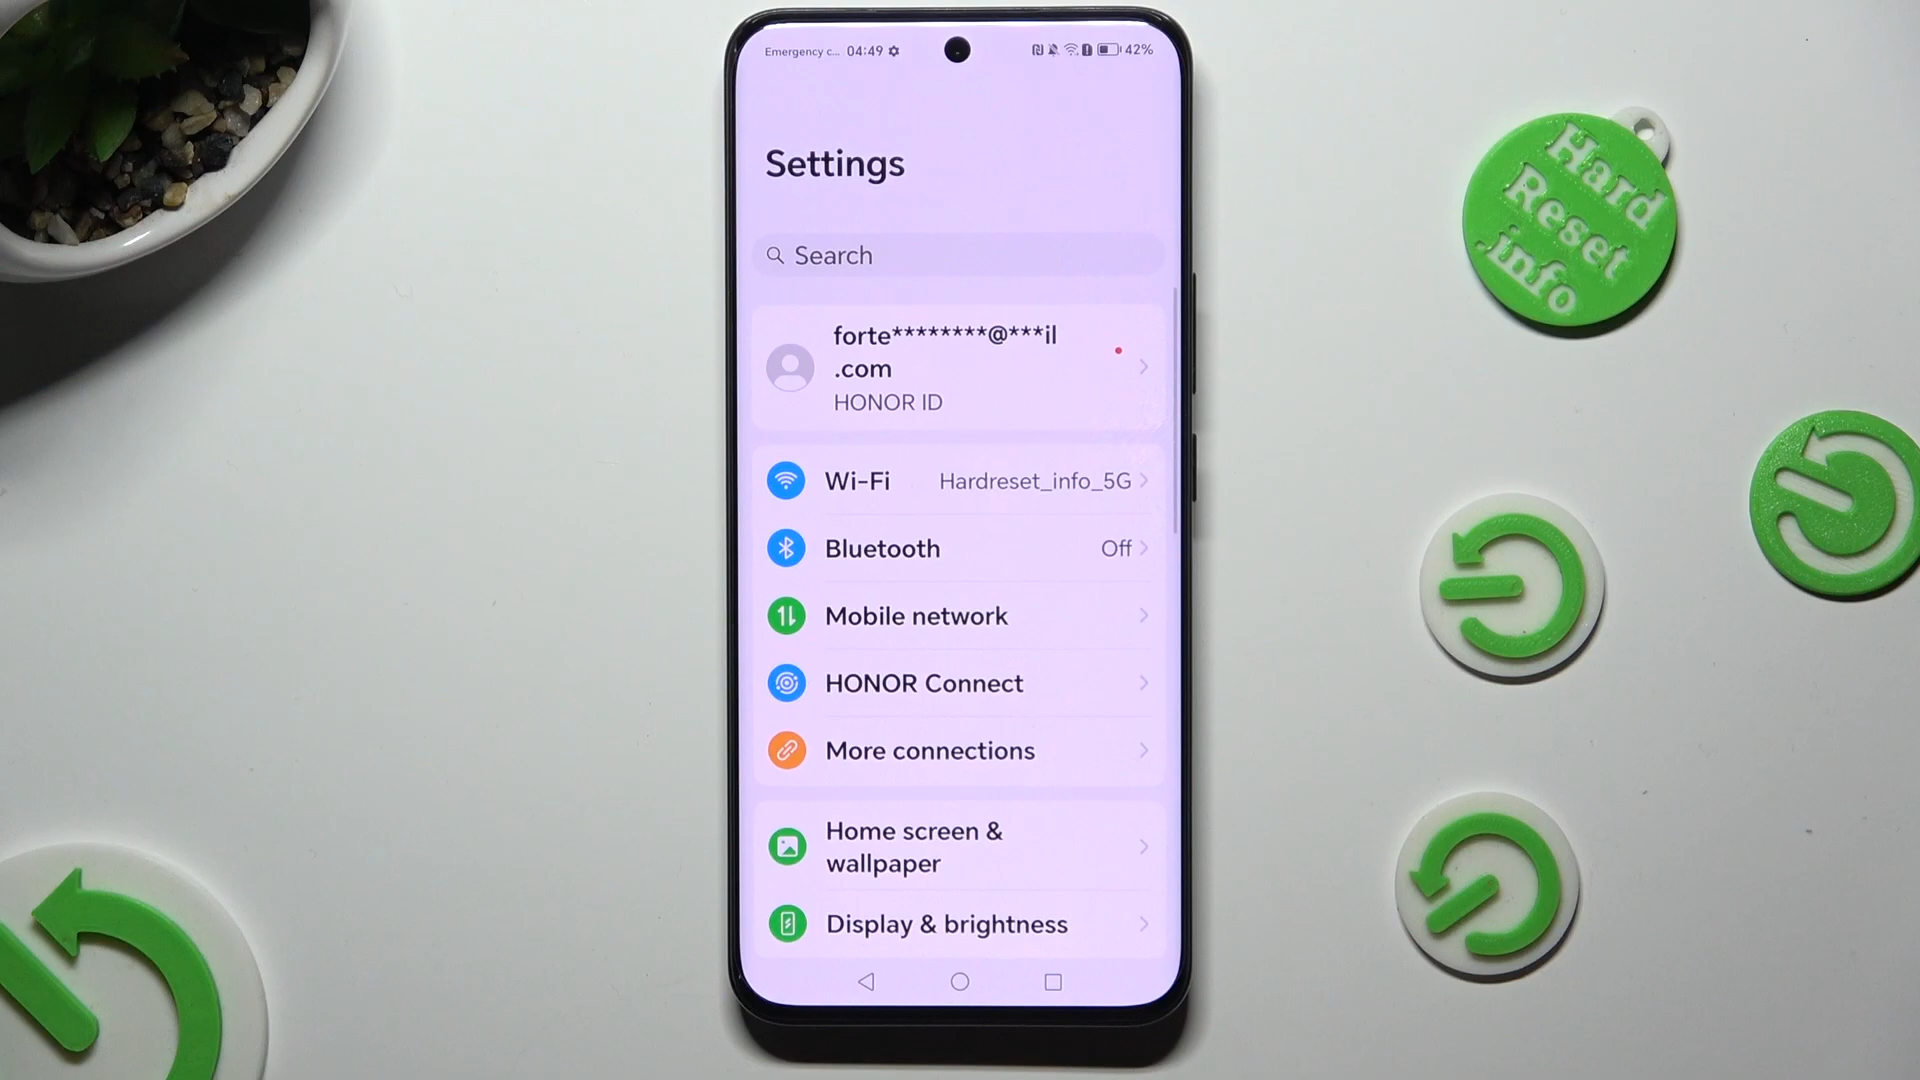 Emergency c... 04:49 42%
Settings
Search
forte********@***il
.com
HONOR ID
Wi-Fi Hardreset_info_5G
Bluetooth Off
Mobile network
HONOR Connect
More connections
Home screen &
wallpaper
Display & brightness
Hard
Reset
.info